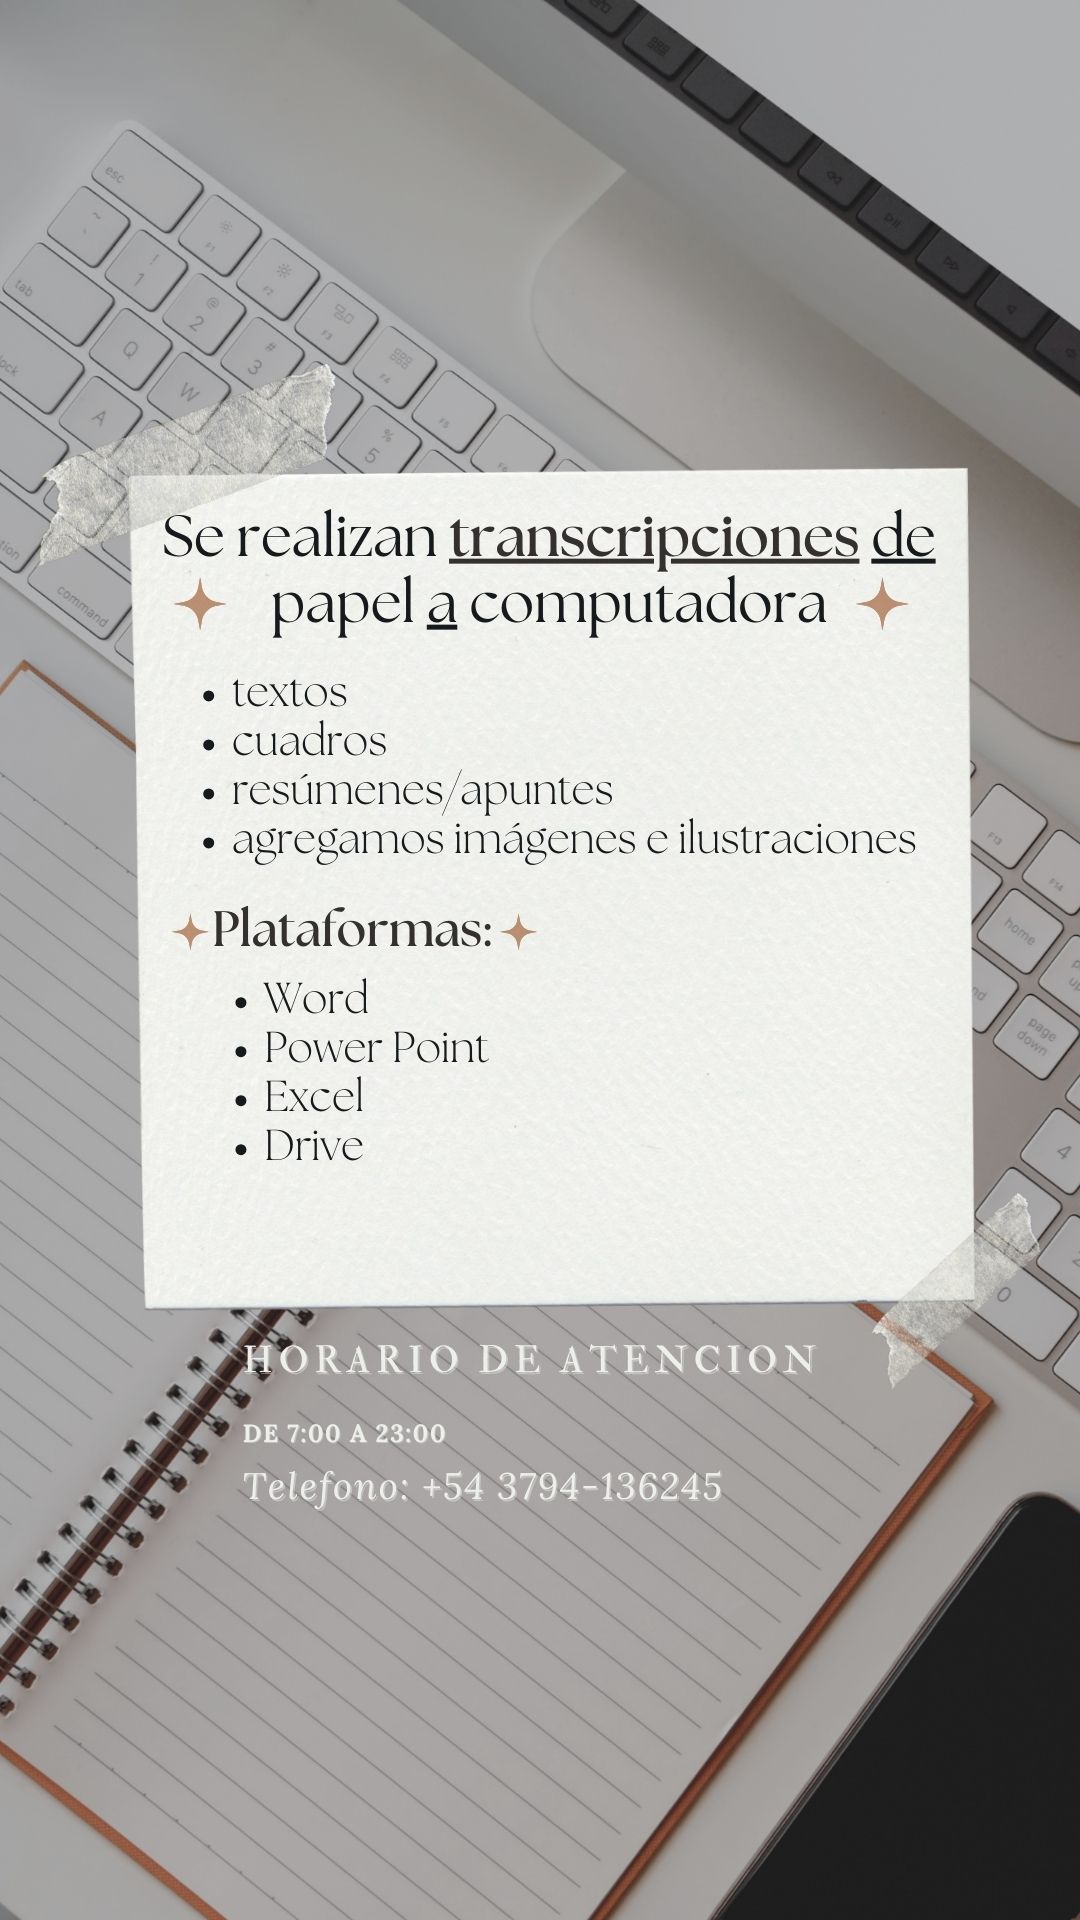 Se realizan transcripciones de
papel a computadora
textos
cuadros
resúmenes/apuntes
agregamos imágenes e ilustraciones
Plataformas:
Word
Power Point
Excel
Drive
HORARIO DE ATENCION
DE 7:00 A 23:00
Telefono: +54 3794-136245